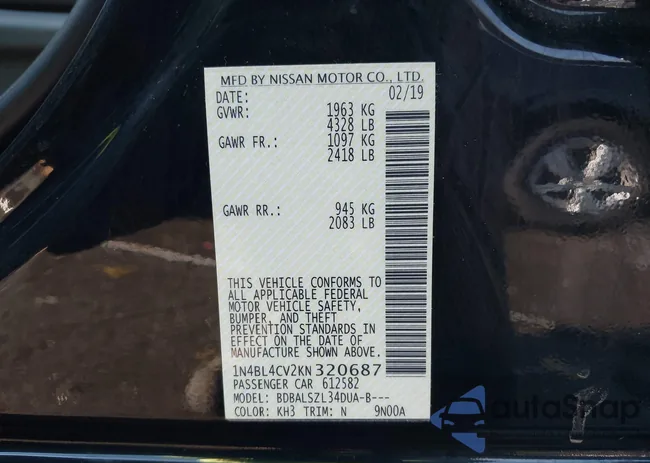 MFD BY NISSAN MOTOR CO., LTD.
DATE: 02/19
GVWR: 1963 KG
4328 LB
GAWR FR.: 1097 KG
2418 LB
GAWR RR.: 945 KG
2083 LB
THIS VEHICLE CONFORMS TO
ALL APPLICABLE FEDERAL
MOTOR VEHICLE SAFETY,
BUMPER, AND THEFT
PREVENTION STANDARDS IN
EFFECT ON THE DATE OF
MANUFACTURE SHOWN ABOVE.
1N4BL4CV2KN320687
PASSENGER CAR 612582
MODEL: BDBALSZL34DUA-B---
COLOR: KH3 TRIM: N 9N00A
autoSnap